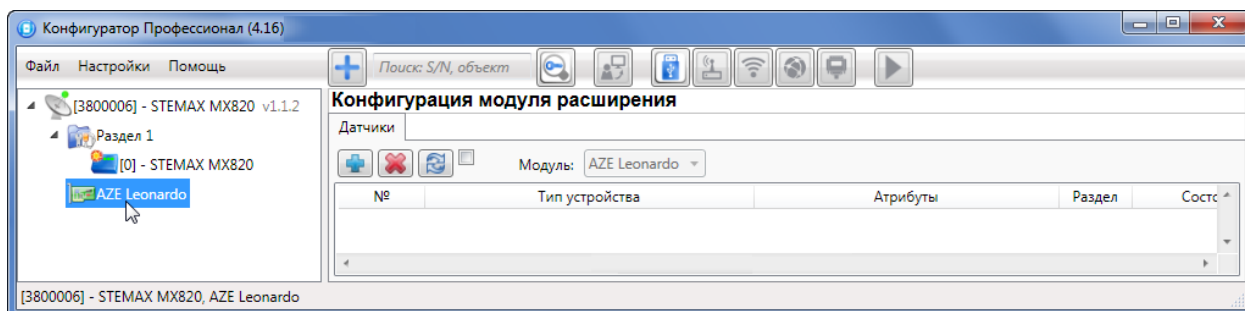 Конфигуратор Профессионал (4.16)
Файл Настройки Помощь
Поиск: S/N, объект
[3800006] - STEMAX MX820 v1.1.2
Раздел 1
[0] - STEMAX MX820
AZE Leonardo
Конфигурация модуля расширения
Датчики
Модуль: AZE Leonardo
№ Тип устройства Атрибуты Раздел Состо
[3800006] - STEMAX MX820, AZE Leonardo